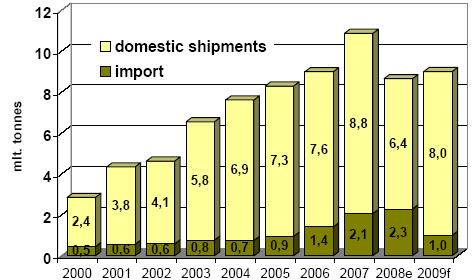 12
10
8
6
4
2
0
mlt. tonnes
domestic shipments
import
2,4 3,8 4,1 5,8 6,9 7,3 7,6 8,8 6,4 8,0
0,5 0,6 0,6 0,8 0,7 0,9 1,4 2,1 2,3 1,0
2000 2001 2002 2003 2004 2005 2006 2007 2008e 2009f